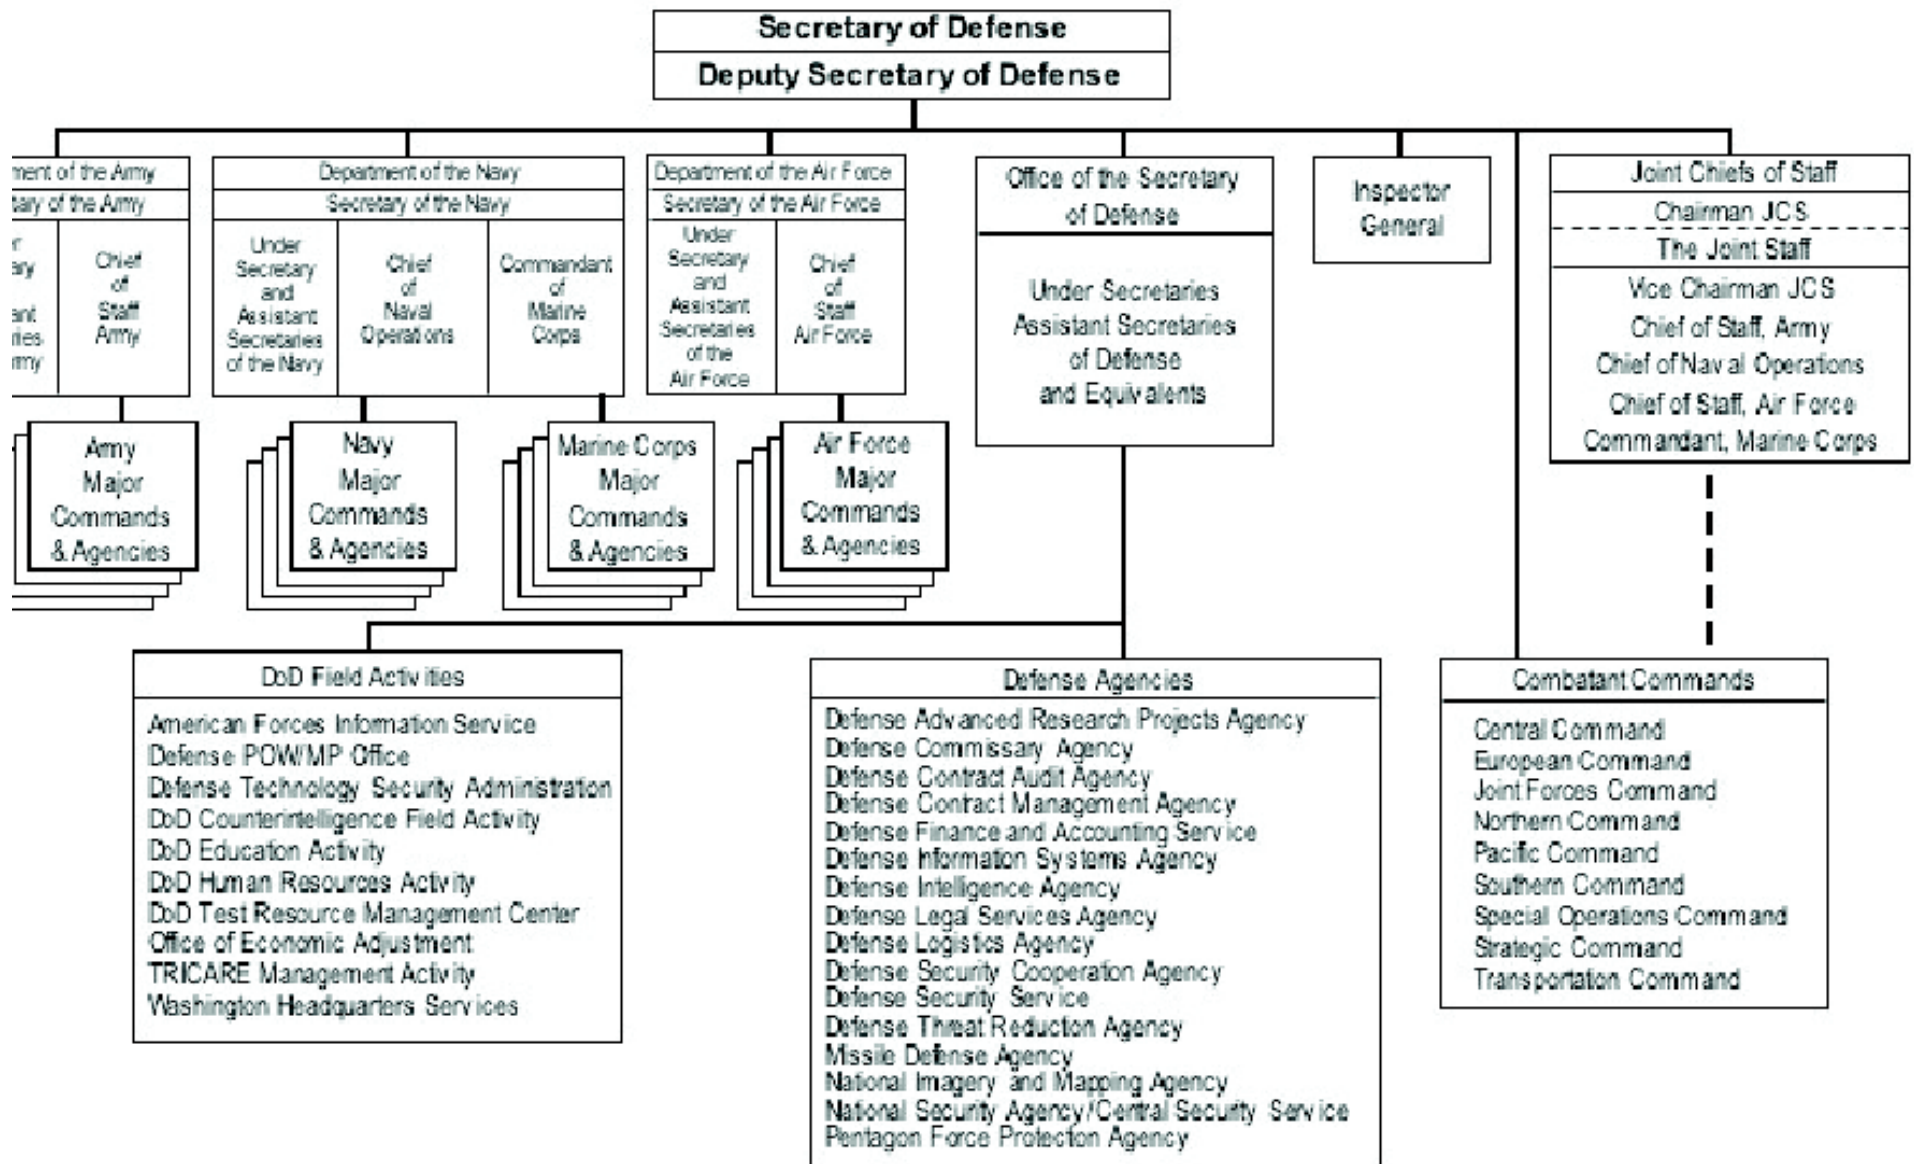 Secretary of Defense
Deputy Secretary of Defense
ment of the Army
tary of the Army
Chief
of
Staff
Army
Army
Major
Commands
& Agencies
Department of the Navy
Secretary of the Navy
Under
Secretary
and
Assistant
Secretaries
of the Navy
Chief
of
Naval
Operations
Commandant
of
Marine
Corps
Navy
Major
Commands
& Agencies
Marine Corps
Major
Commands
& Agencies
Department of the Air Force
Secretary of the Air Force
Under
Secretary
and
Assistant
Secretaries
of the
Air Force
Chief
of
Staff
Air Force
Air Force
Major
Commands
& Agencies
Office of the Secretary
of Defense
Under Secretaries
Assistant Secretaries
of Defense
and Equivalents
Inspector
General
Joint Chiefs of Staff
Chairman JCS
The Joint Staff
Vice Chairman JCS
Chief of Staff, Army
Chief of Naval Operations
Chief of Staff, Air Force
Commandant, Marine Corps
DoD Field Activities
American Forces Information Service
Defense POW/MP Office
Defense Technology Security Administration
DoD Counterintelligence Field Activity
DoD Education Activity
DoD Human Resources Activity
DoD Test Resource Management Center
Office of Economic Adjustment
TRICARE Management Activity
Washington Headquarters Services
Defense Agencies
Defense Advanced Research Projects Agency
Defense Commissary Agency
Defense Contract Audit Agency
Defense Contract Management Agency
Defense Finance and Accounting Service
Defense Information Systems Agency
Defense Intelligence Agency
Defense Legal Services Agency
Defense Logistics Agency
Defense Security Cooperation Agency
Defense Security Service
Defense Threat Reduction Agency
Missile Defense Agency
National Imagery and Mapping Agency
National Security Agency/Central Security Service
Pentagon Force Protection Agency
Combatant Commands
Central Command
European Command
Joint Forces Command
Northern Command
Pacific Command
Southern Command
Special Operations Command
Strategic Command
Transportation Command